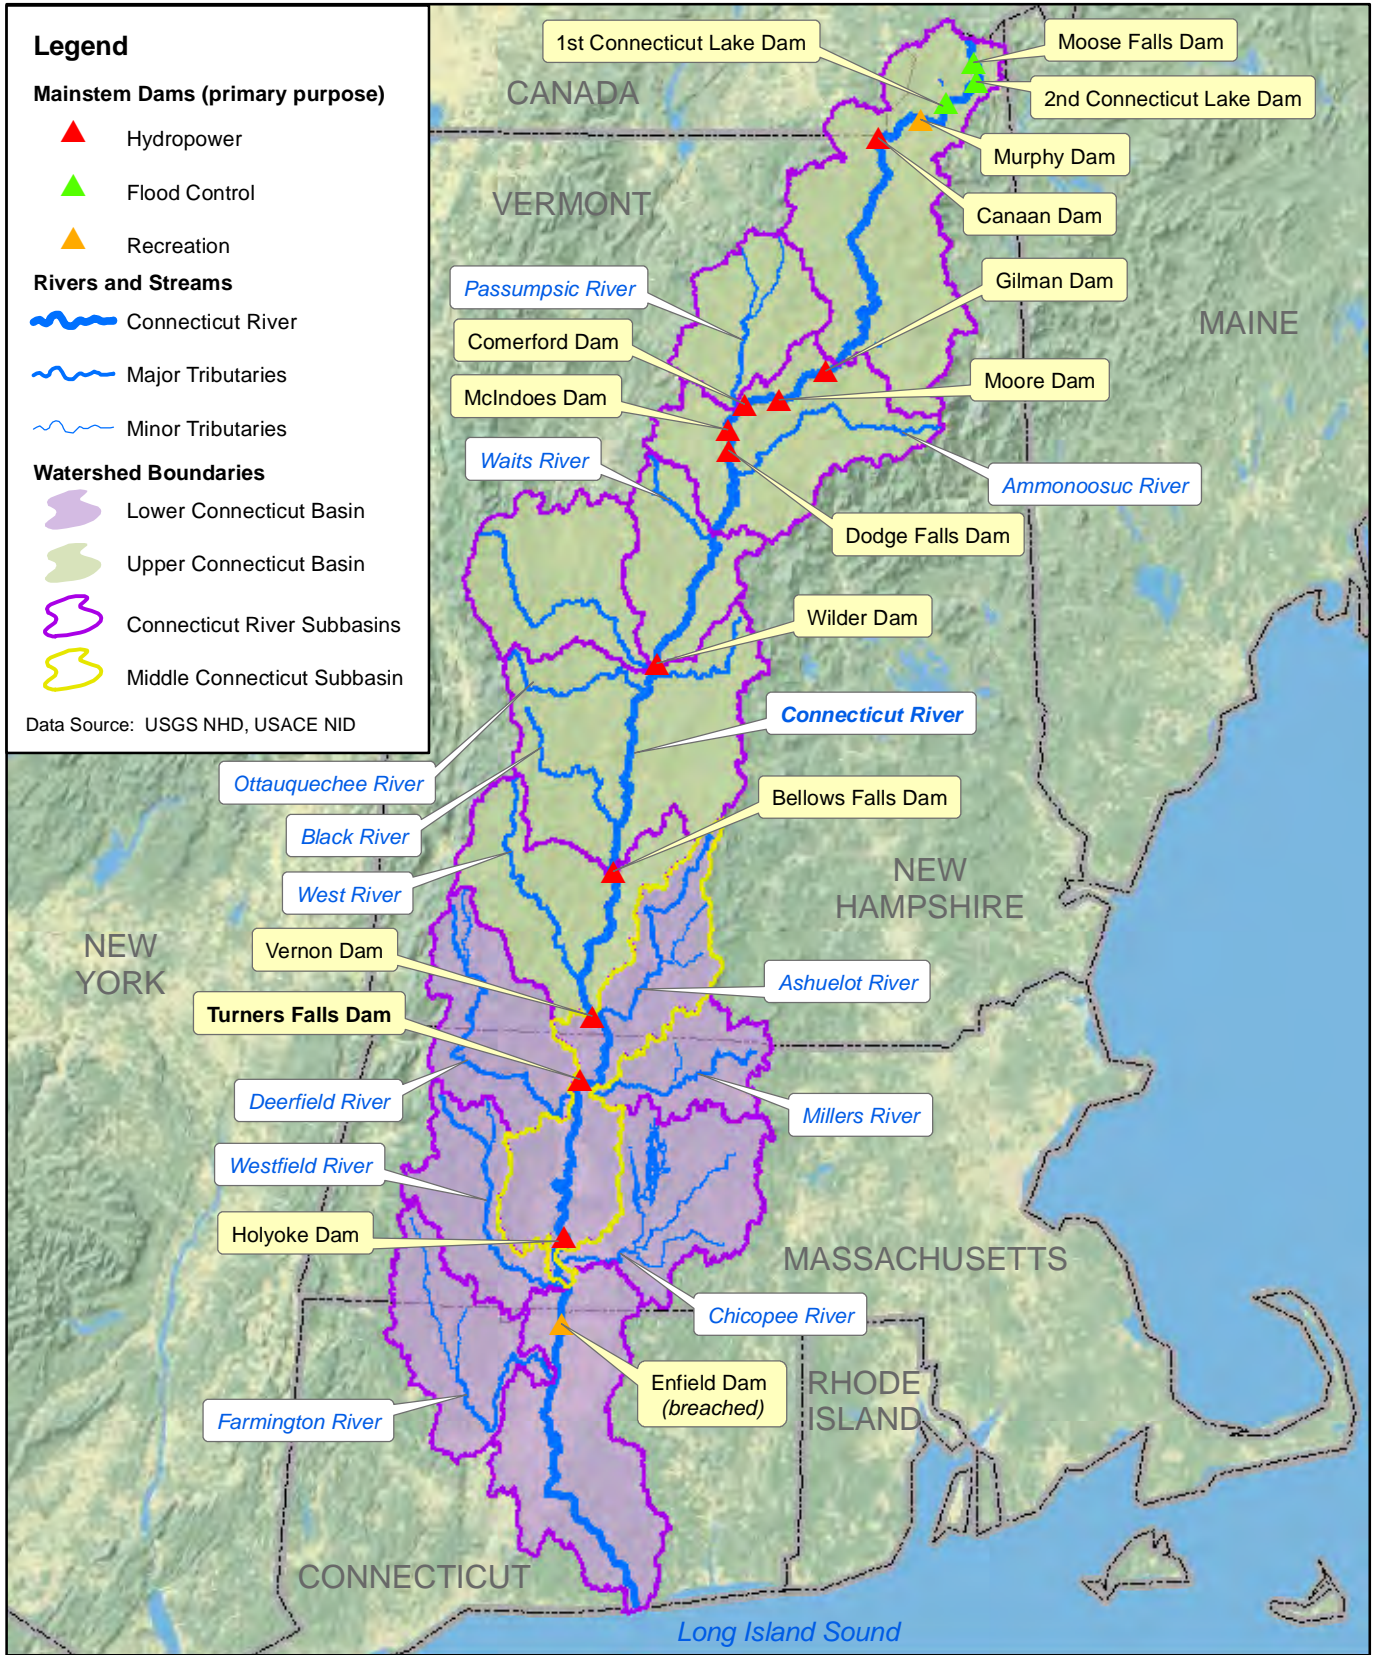 Legend
Mainstem Dams (primary purpose)
Hydropower
Flood Control
Recreation
Rivers and Streams
Connecticut River
Major Tributaries
Minor Tributaries
Watershed Boundaries
Lower Connecticut Basin
Upper Connecticut Basin
Connecticut River Subbasins
Middle Connecticut Subbasin
Data Source: USGS NHD, USACE NID
1st Connecticut Lake Dam
Moose Falls Dam
CANADA
2nd Connecticut Lake Dam
Murphy Dam
VERMONT
Canaan Dam
Passumpsic River
Gilman Dam
MAINE
Comerford Dam
Moore Dam
McIndoes Dam
Waits River
Ammonoosuc River
Dodge Falls Dam
Wilder Dam
Connecticut River
Ottauquechee River
Bellows Falls Dam
Black River
West River
NEW
HAMPSHIRE
NEW
YORK
Vernon Dam
Ashuelot River
Turners Falls Dam
Deerfield River
Millers River
Westfield River
Holyoke Dam
MASSACHUSETTS
Chicopee River
Enfield Dam
(breached)
RHODE
ISLAND
Farmington River
CONNECTICUT
Long Island Sound